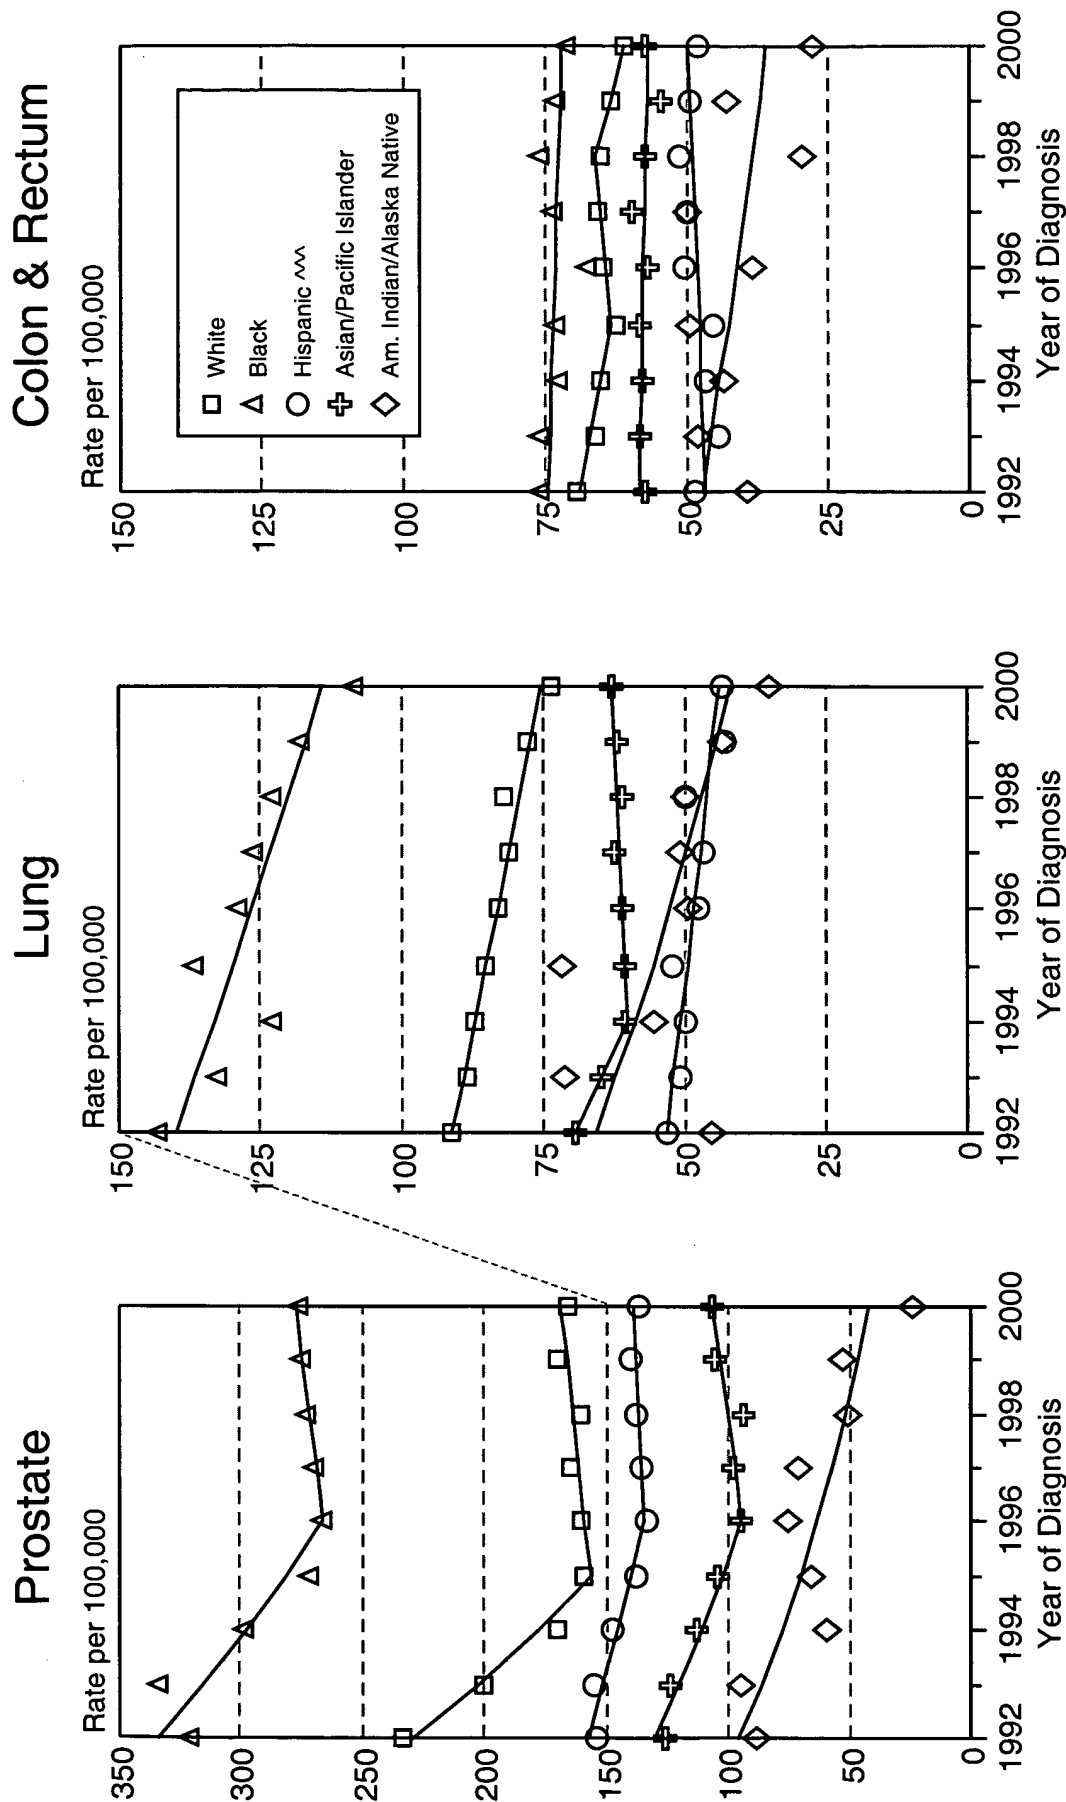 Prostate
Rate per 100,000
350
300
250
200
150
100
50
0
1992
1994
1996
1998
2000
Year of Diagnosis
Lung
Rate per 100,000
150
125
100
75
50
25
0
1992
1994
1996
1998
2000
Year of Diagnosis
Colon & Rectum
Rate per 100,000
150
125
100
75
50
25
0
1992
1994
1996
1998
2000
Year of Diagnosis
White
Black
Hispanic ^^^
Asian/Pacific Islander
Am. Indian/Alaska Native